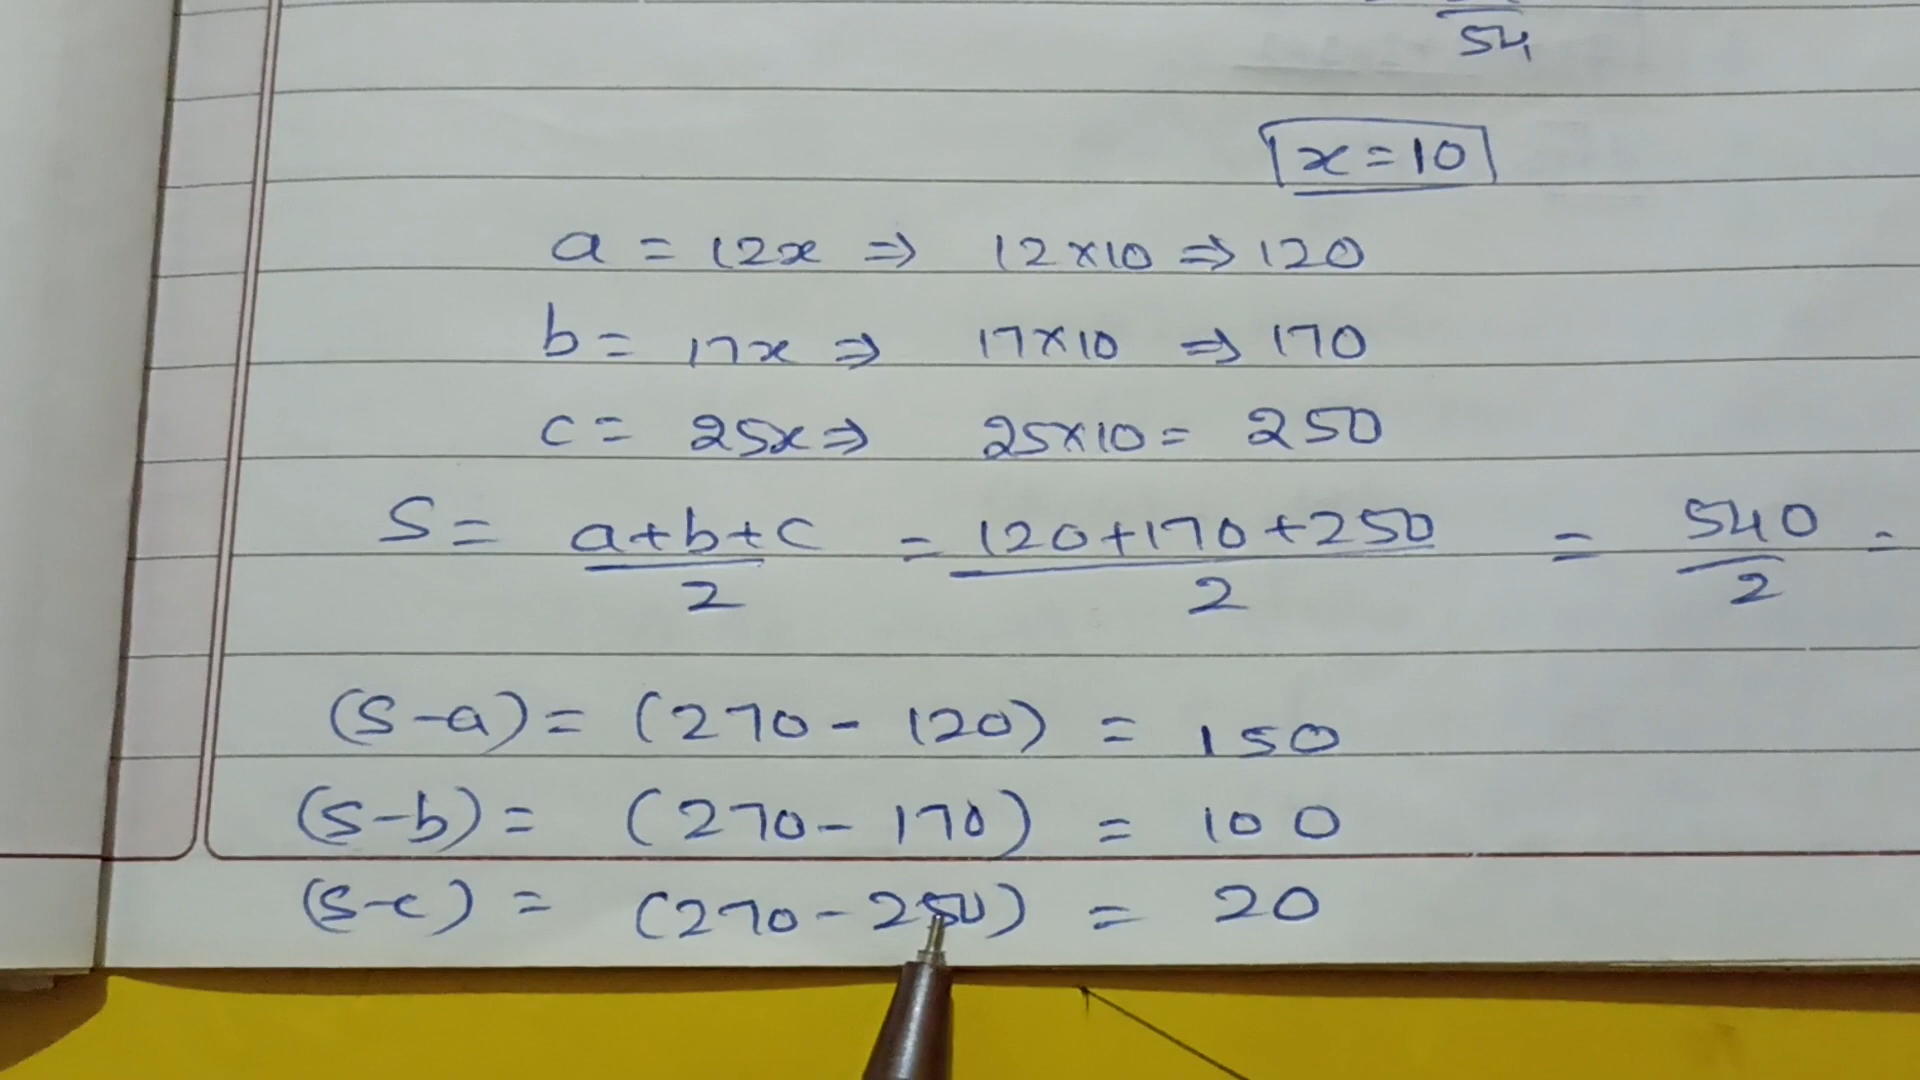 54
x = 10
a = 12x ⇒ 12×10 ⇒ 120
b = 17x ⇒ 17×10 ⇒ 170
c = 25x ⇒ 25×10 = 250
S = a+b+c/2 = 120+170+250/2 = 540/2 =
(S-a) = (270 - 120) = 150
(S-b) = (270 - 170) = 100
(S-c) = (270 - 250) = 20